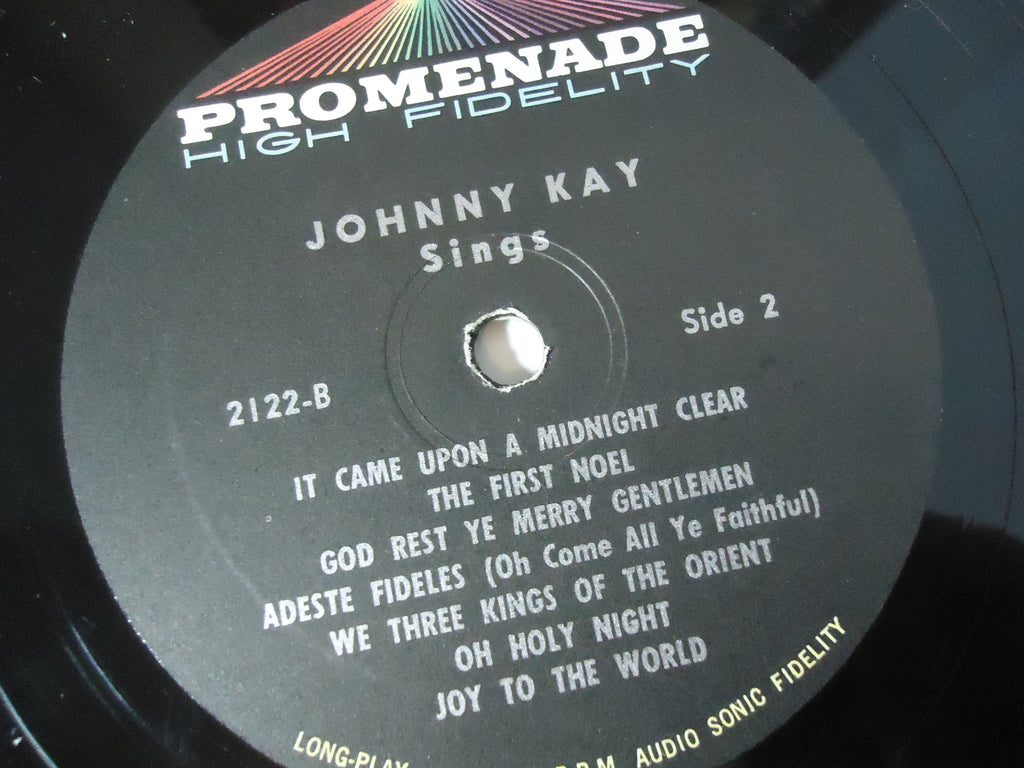 PROMENADE
HIGH FIDELITY
JOHNNY KAY
Sings
Side 2
2122-B
IT CAME UPON A MIDNIGHT CLEAR
THE FIRST NOEL
GOD REST YE MERRY GENTLEMEN
ADESTE FIDELES (Oh Come All Ye Faithful)
WE THREE KINGS OF THE ORIENT
OH HOLY NIGHT
JOY TO THE WORLD
LONG-PLAY
AUDIO SONIC FIDELITY